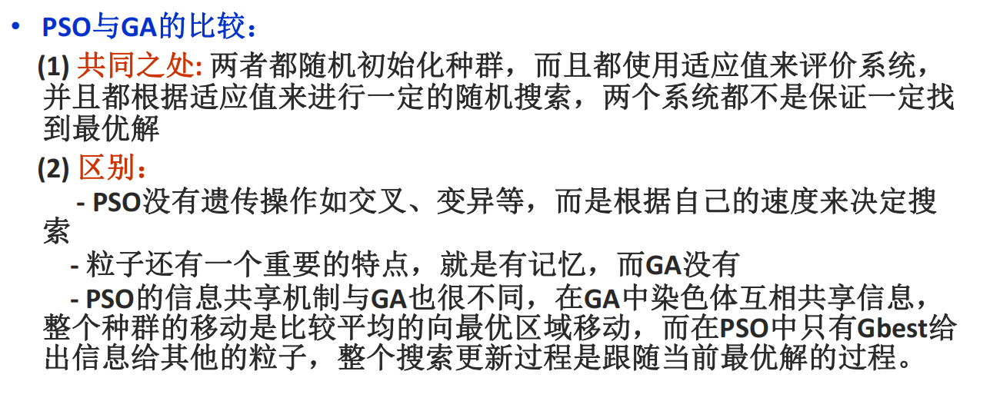 • PSO与GA的比较：
(1) 共同之处: 两者都随机初始化种群，而且都使用适应值来评价系统，
并且都根据适应值来进行一定的随机搜索，两个系统都不是保证一定找
到最优解
(2) 区别：
- PSO没有遗传操作如交叉、变异等，而是根据自己的速度来决定搜
索
- 粒子还有一个重要的特点，就是有记忆，而GA没有
- PSO的信息共享机制与GA也很不同，在GA中染色体互相共享信息，
整个种群的移动是比较平均的向最优区域移动，而在PSO中只有Gbest给
出信息给其他的粒子，整个搜索更新过程是跟随当前最优解的过程。